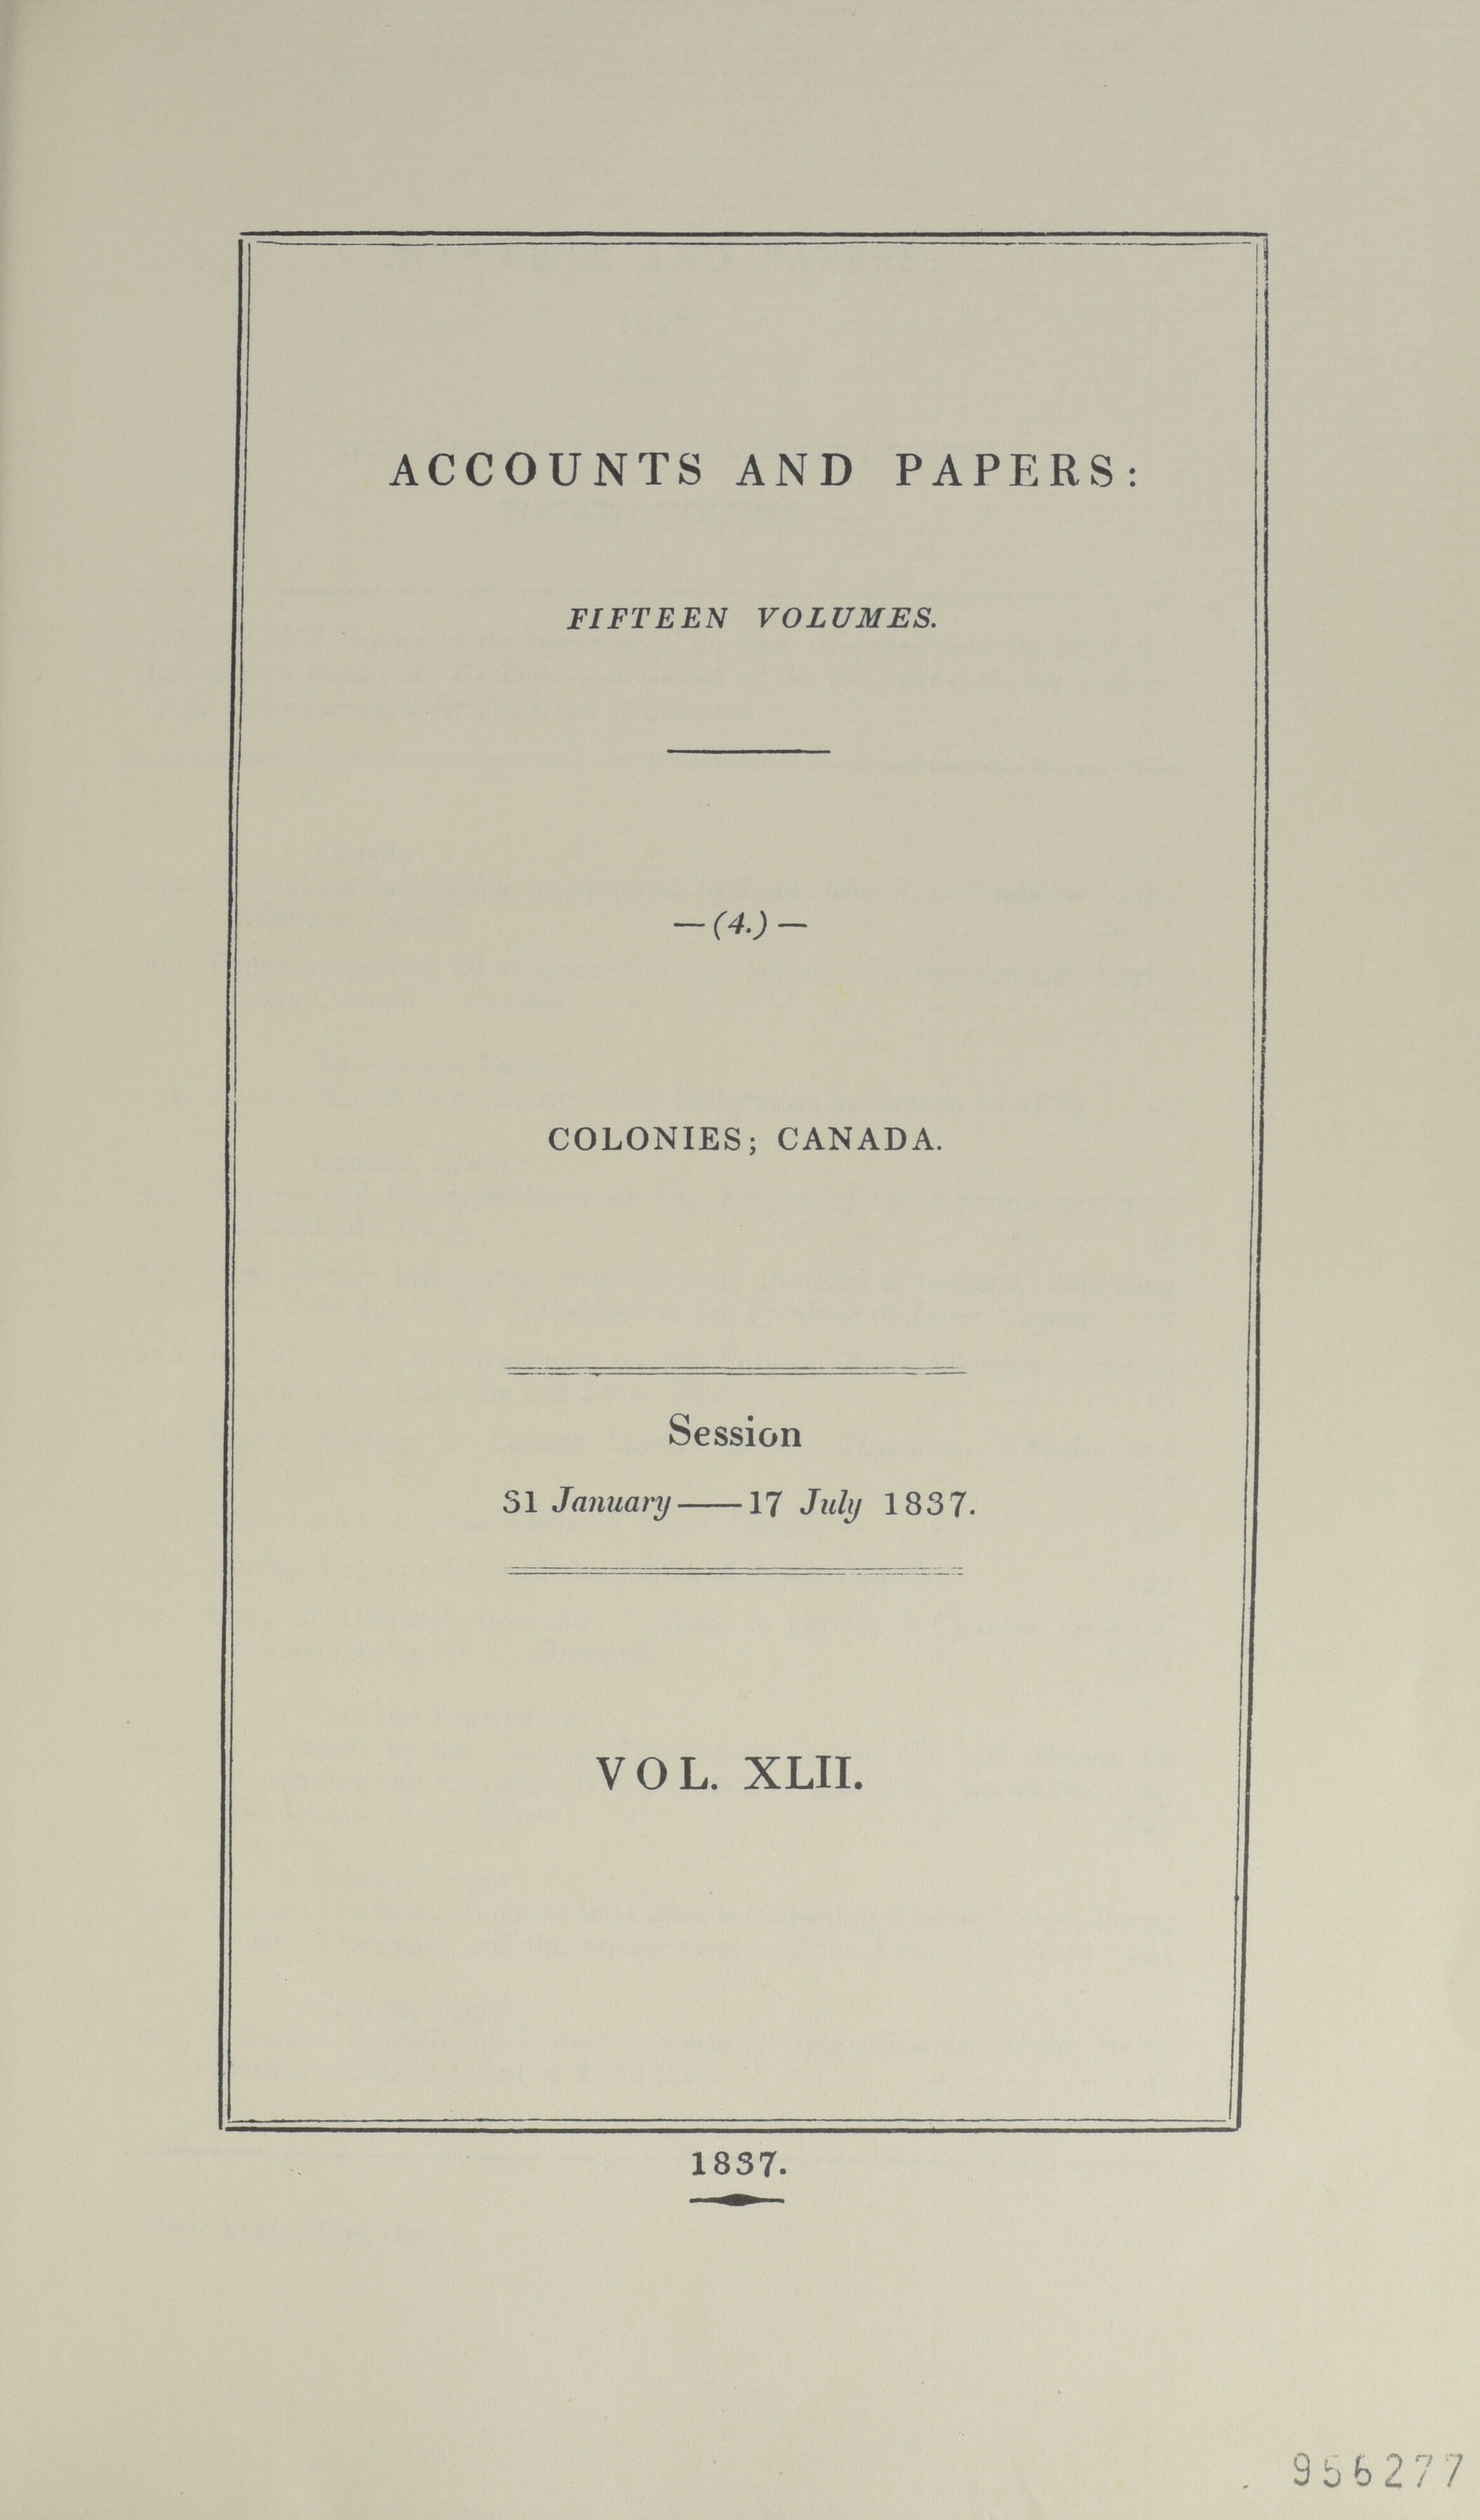 ACCOUNTS AND PAPERS:
FIFTEEN VOLUMES.
—(4.)—
COLONIES; CANADA.
Session
31 January——17 July 1837.
VOL. XLII.
1837.
956277